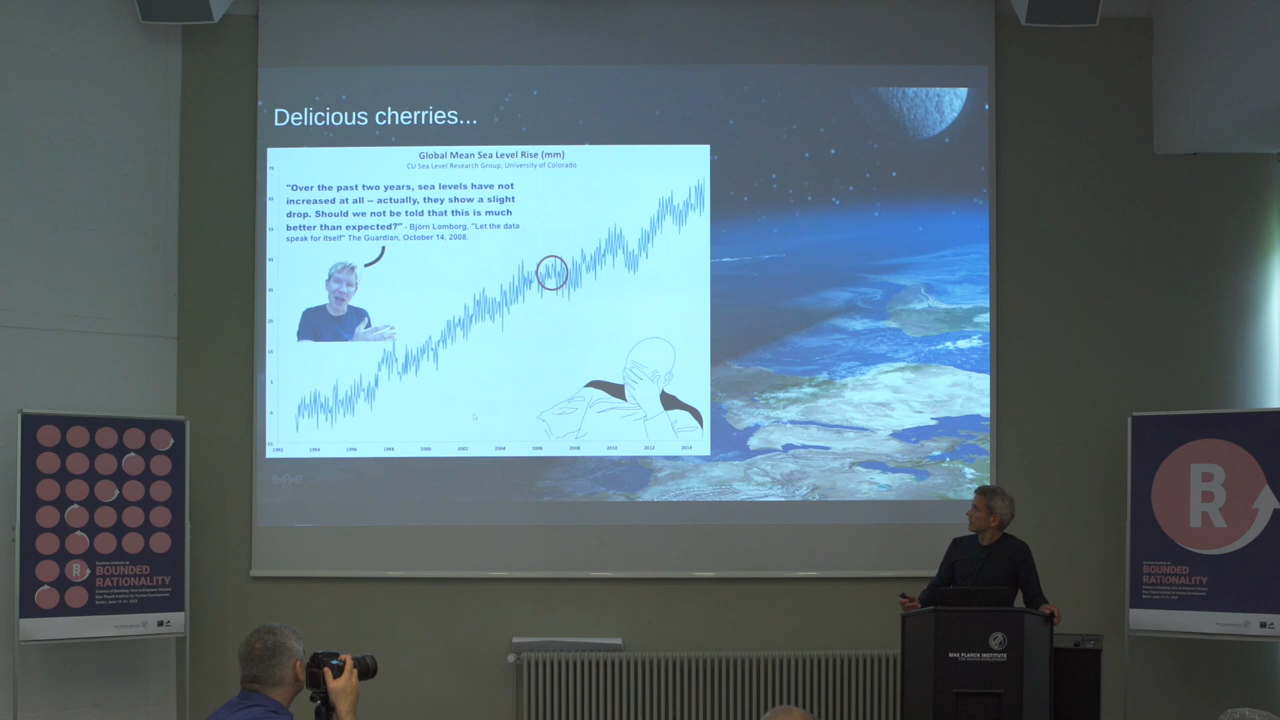 Delicious cherries...
Global Mean Sea Level Rise (mm)
CU Sea Level Research Group, University of Colorado
"Over the past two years, sea levels have not
increased at all – actually, they show a slight
drop. Should we not be told that this is much
better than expected?" - Björn Lomborg, "Let the data
speak for itself" The Guardian, October 14, 2008.
1992 1994 1996 1998 2000 2002 2004 2006 2008 2010 2012 2014
R
BOUNDED
RATIONALITY
R
BOUNDED
RATIONALITY
MAX PLANCK INSTITUTE
FOR HUMAN DEVELOPMENT